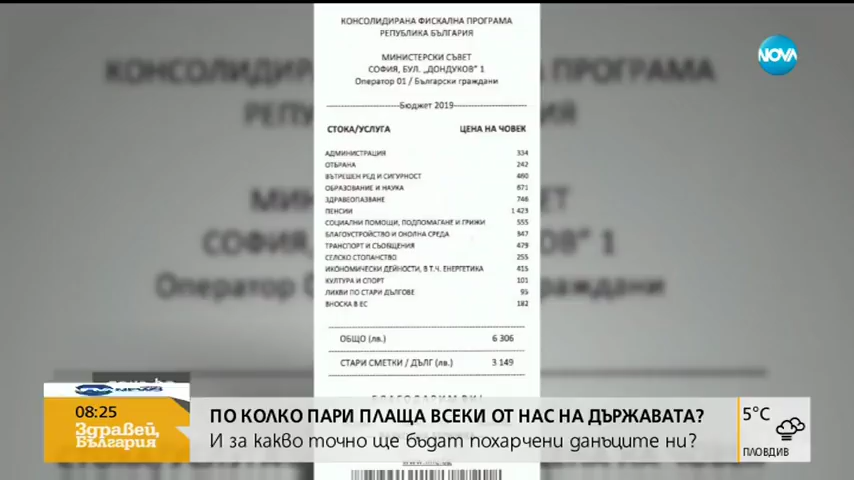 КОНСОЛИДИРАНА ФИСКАЛНА ПРОГРАМА
РЕПУБЛИКА БЪЛГАРИЯ
МИНИСТЕРСКИ СЪВЕТ
СОФИЯ, БУЛ. „ДОНДУКОВ" 1
Оператор 01 / Български граждани
Бюджет 2019
СТОКА/УСЛУГА ЦЕНА НА ЧОВЕК
АДМИНИСТРАЦИЯ 334
ОТБРАНА 242
ВЪТРЕШЕН РЕД И СИГУРНОСТ 460
ОБРАЗОВАНИЕ И НАУКА 671
ЗДРАВЕОПАЗВАНЕ 746
ПЕНСИИ 1 423
СОЦИАЛНИ ПОМОЩИ, ПОДПОМАГАНЕ И ГРИЖИ 555
БЛАГОУСТРОЙСТВО И ОКОЛНА СРЕДА 347
ТРАНСПОРТ И СЪОБЩЕНИЯ 479
СЕЛСКО СТОПАНСТВО 255
ИКОНОМИЧЕСКИ ДЕЙНОСТИ, В Т.Ч. ЕНЕРГЕТИКА 415
КУЛТУРА И СПОРТ 101
ЛИХВИ ПО СТАРИ ДЪЛГОВЕ 95
ВНОСКА В ЕС 182
ОБЩО (лв.) 6 306
СТАРИ СМЕТКИ / ДЪЛГ (лв.) 3 149
NOVA
NEWS
08:25
Здравей,
България
ПО КОЛКО ПАРИ ПЛАЩА ВСЕКИ ОТ НАС НА ДЪРЖАВАТА?
И за какво точно ще бъдат похарчени данъците ни?
5°C
ПЛОВДИВ